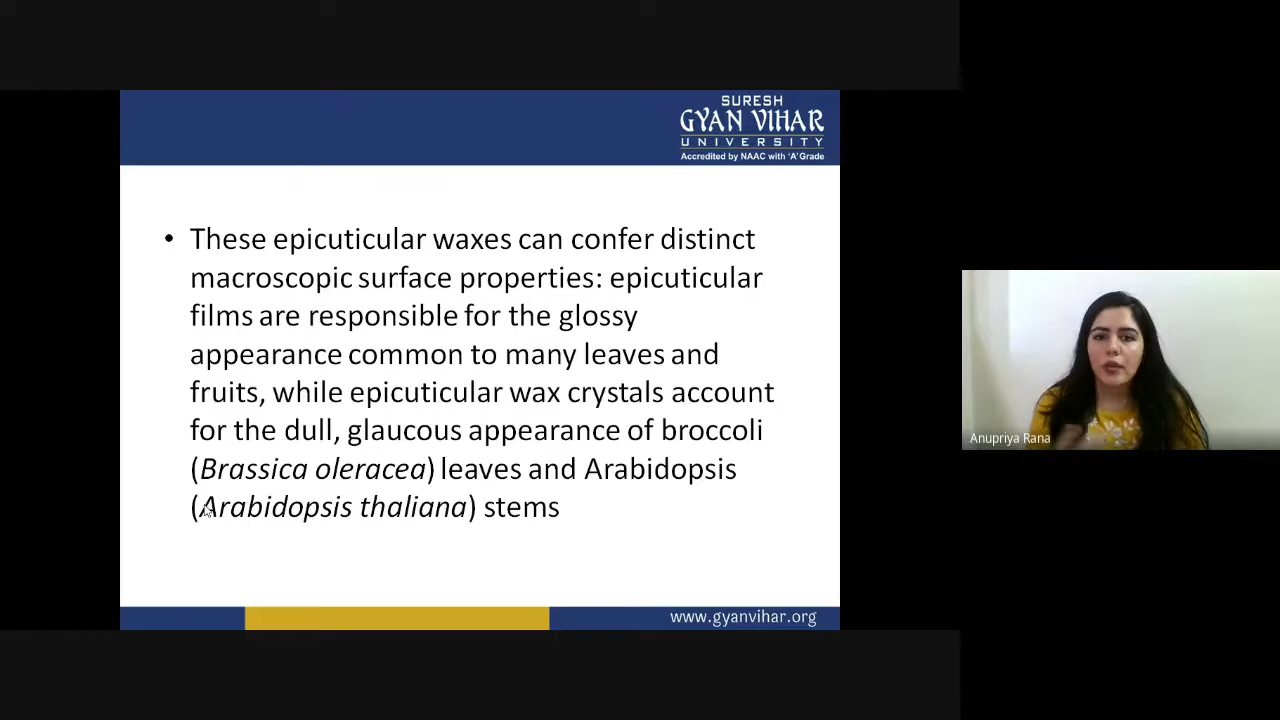 SURESH
GYAN VIHAR
UNIVERSITY
Accredited by NAAC with 'A' Grade
• These epicuticular waxes can confer distinct
macroscopic surface properties: epicuticular
films are responsible for the glossy
appearance common to many leaves and
fruits, while epicuticular wax crystals account
for the dull, glaucous appearance of broccoli
(Brassica oleracea) leaves and Arabidopsis
(Arabidopsis thaliana) stems
www.gyanvihar.org
Anupriya Rana